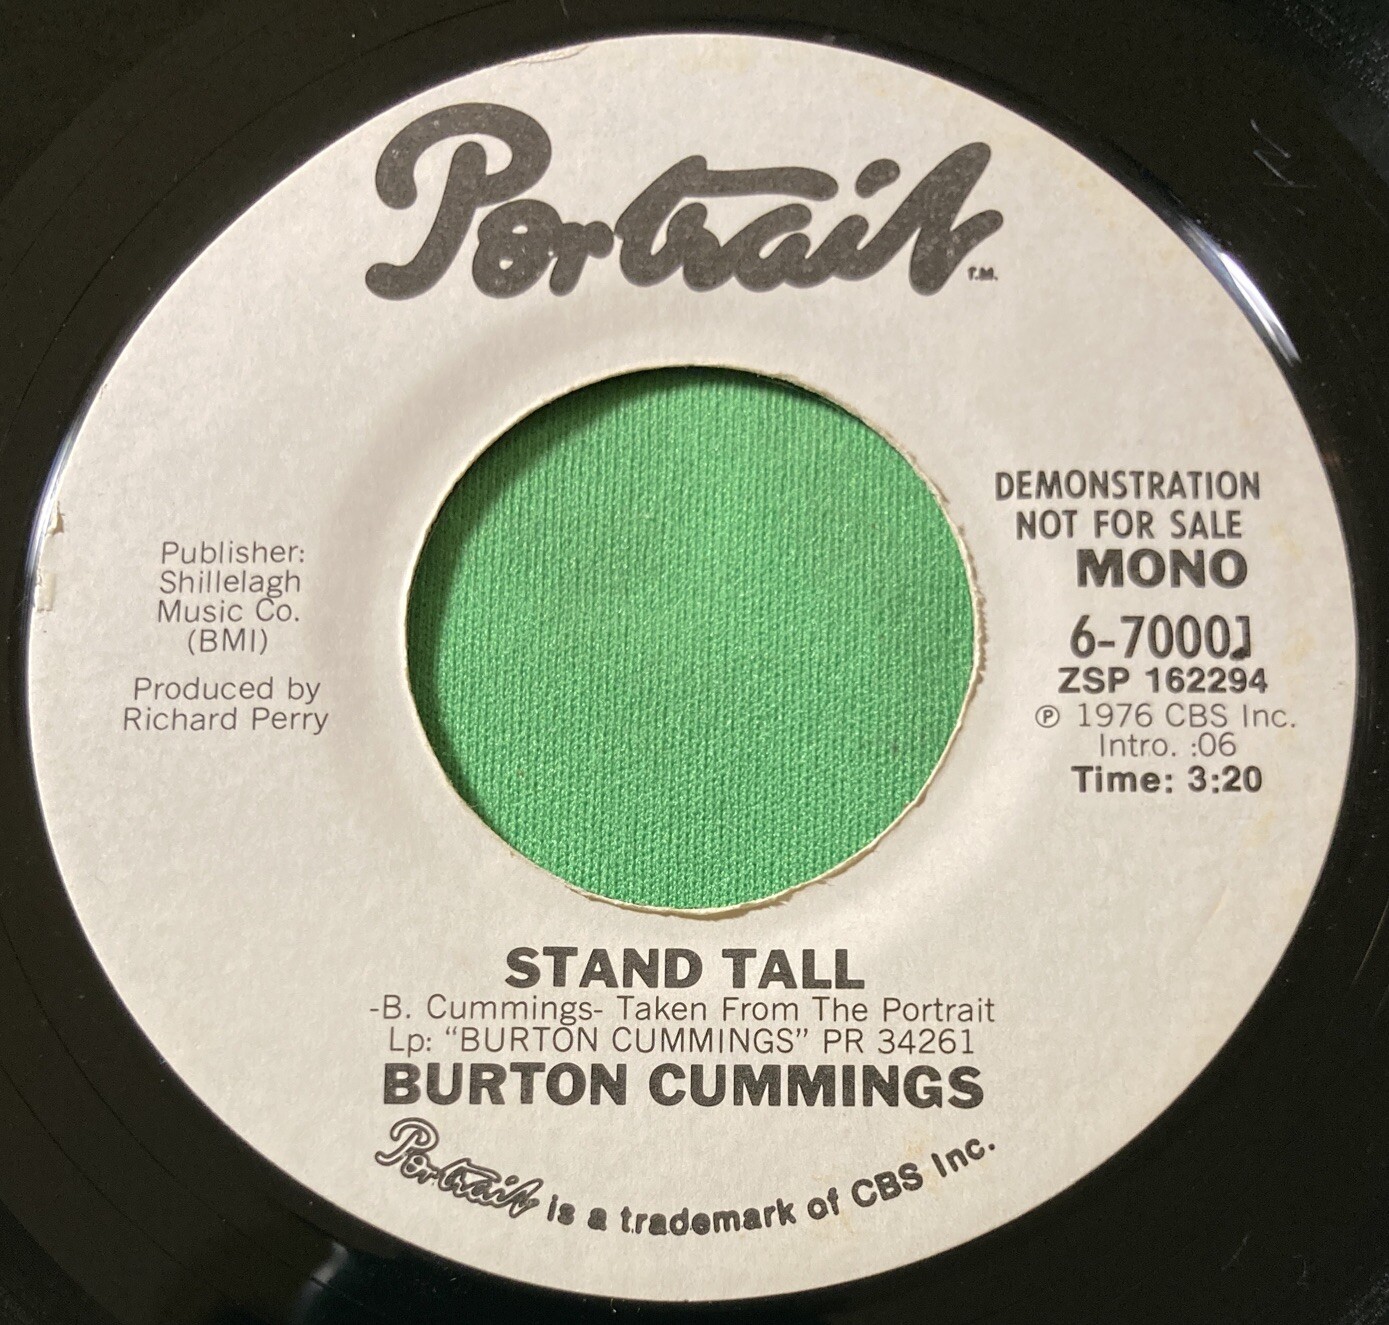 Portrait
T.M.
Publisher:
Shillelagh
Music Co.
(BMI)
Produced by
Richard Perry
DEMONSTRATION
NOT FOR SALE
MONO
6-70001
ZSP 162294
℗ 1976 CBS Inc.
Intro. :06
Time: 3:20
STAND TALL
-B. Cummings- Taken From The Portrait
Lp: “BURTON CUMMINGS” PR 34261
BURTON CUMMINGS
Portrait is a trademark of CBS Inc.